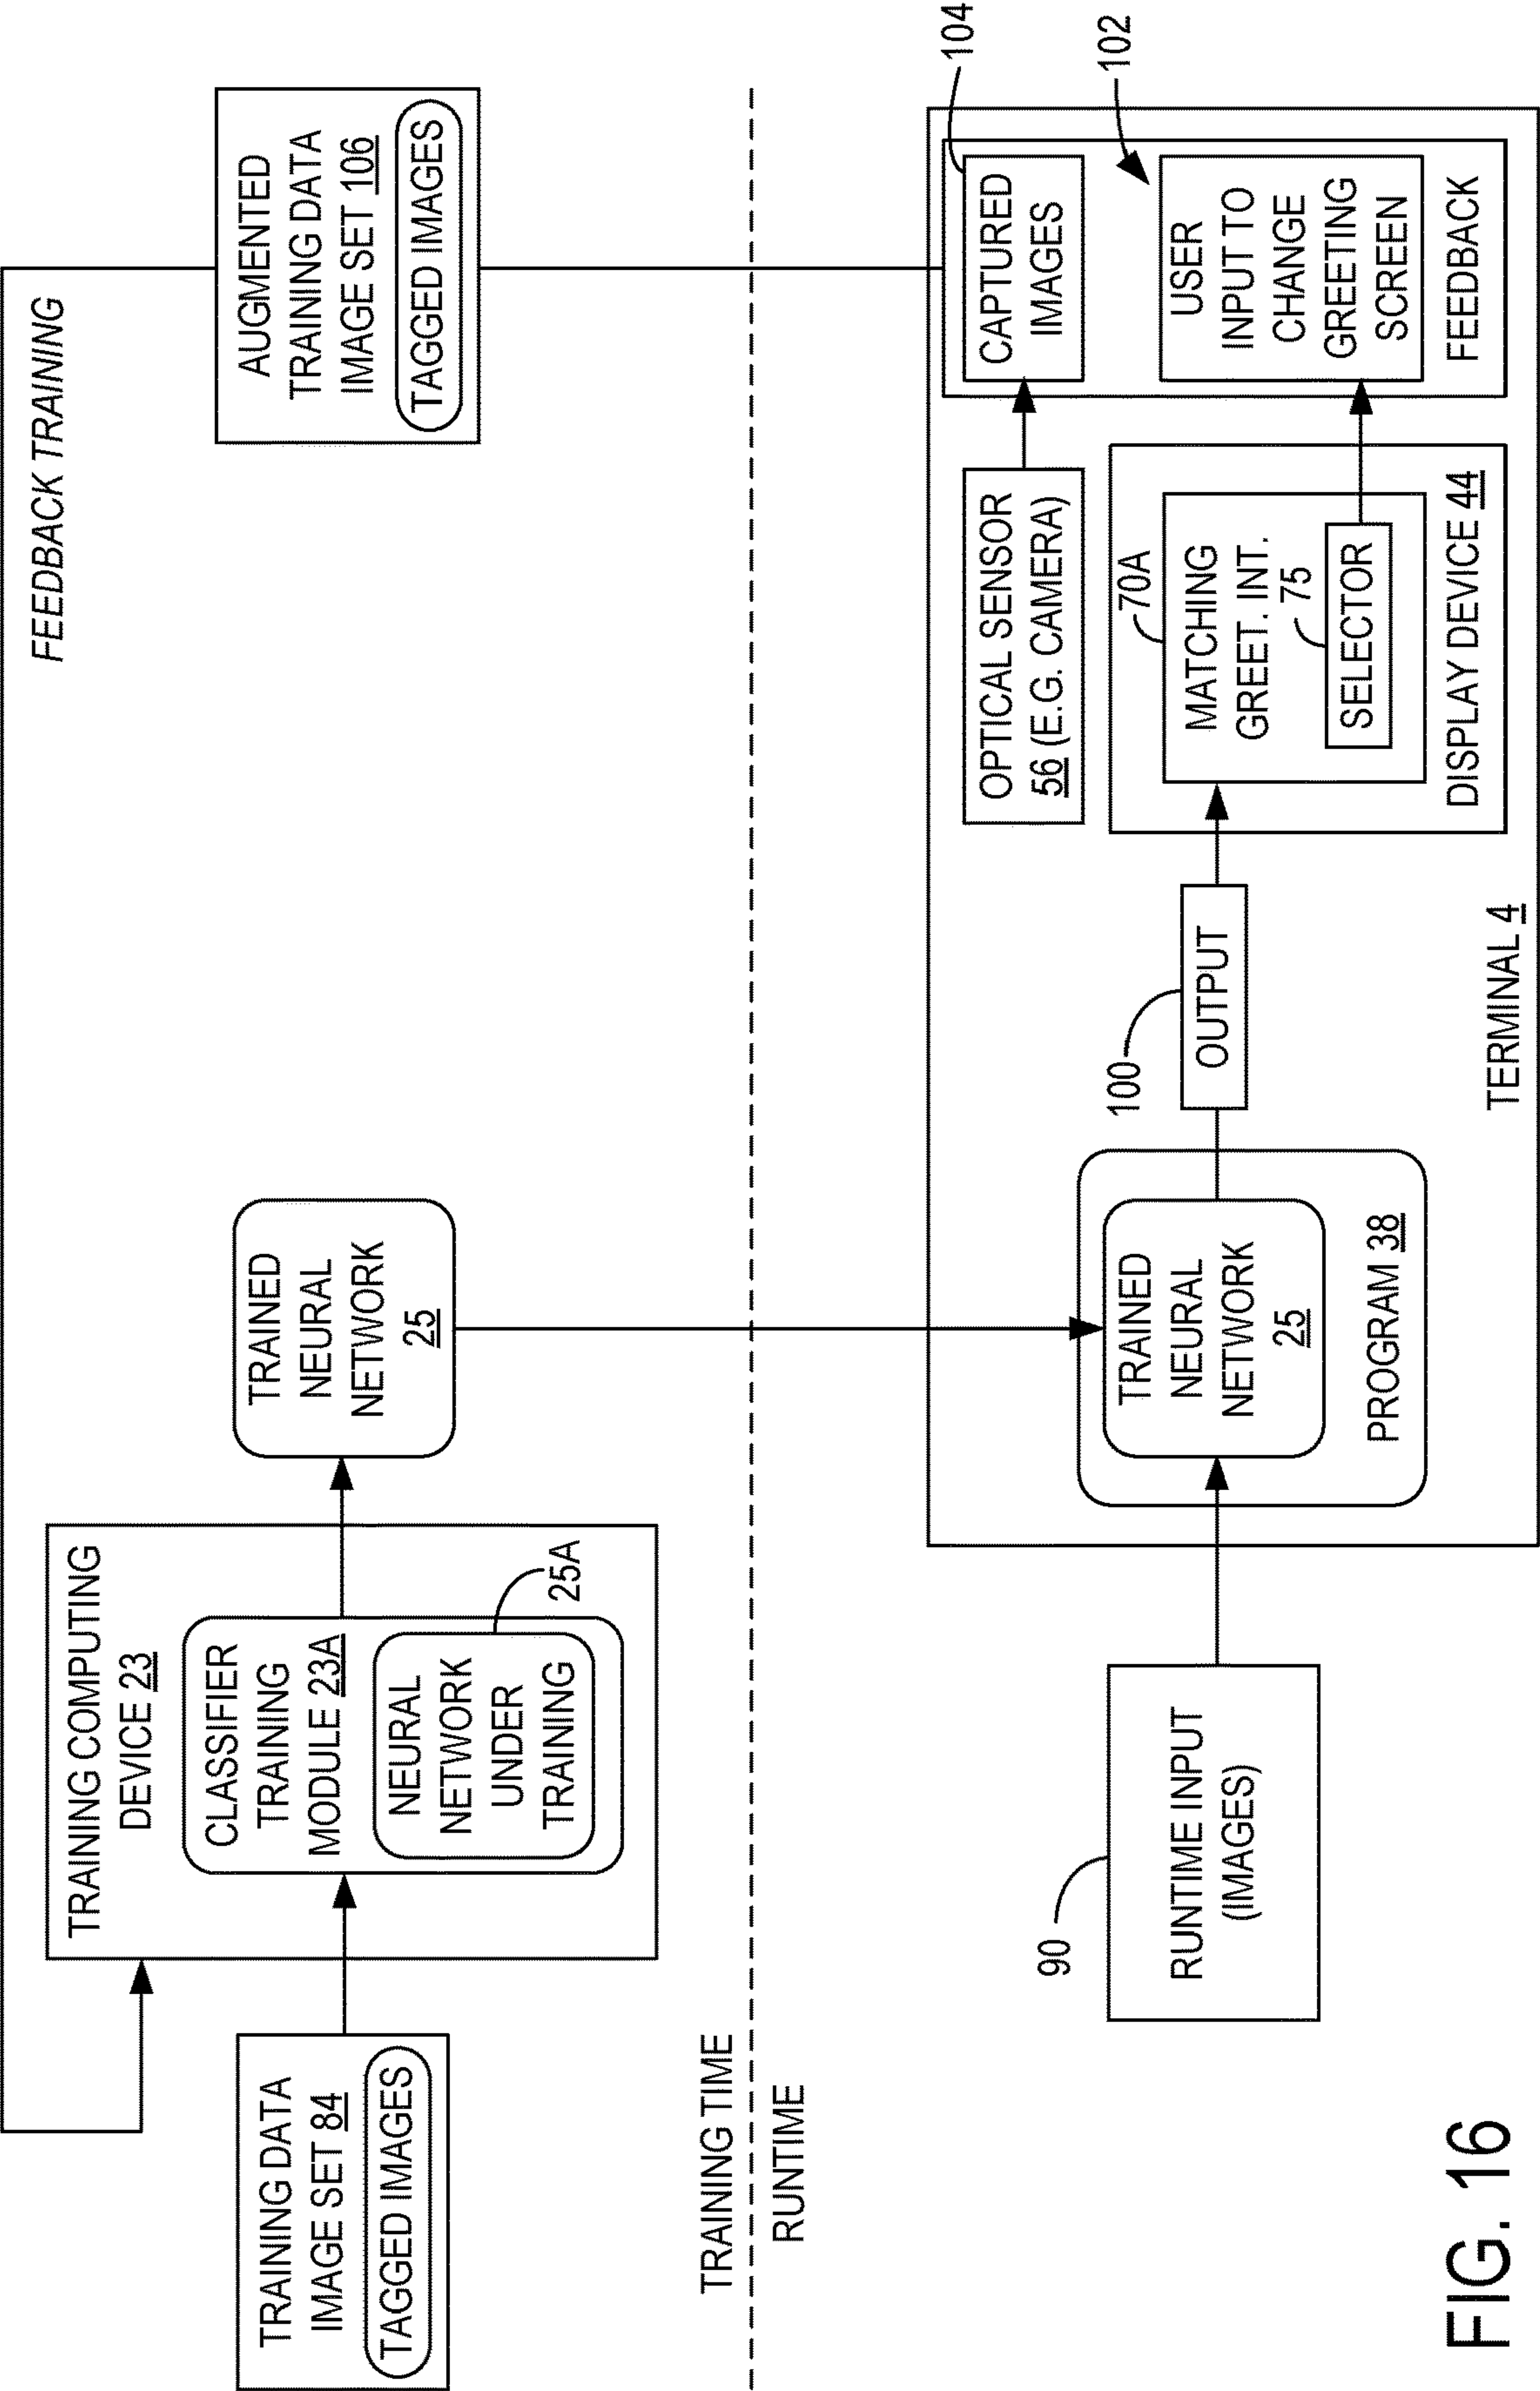 FEEDBACK TRAINING
TRAINING DATA
IMAGE SET 84
TAGGED IMAGES
TRAINING COMPUTING
DEVICE 23
CLASSIFIER
TRAINING
MODULE 23A
NEURAL
NETWORK
UNDER
TRAINING
25A
TRAINED
NEURAL
NETWORK
25
AUGMENTED
TRAINING DATA
IMAGE SET 106
TAGGED IMAGES
TRAINING TIME
RUNTIME
90
RUNTIME INPUT
(IMAGES)
TRAINED
NEURAL
NETWORK
25
PROGRAM 38
100
OUTPUT
TERMINAL 4
OPTICAL SENSOR
56 (E.G. CAMERA)
70A
MATCHING
GREET. INT.
75
SELECTOR
DISPLAY DEVICE 44
104
CAPTURED
IMAGES
102
USER
INPUT TO
CHANGE
GREETING
SCREEN
FEEDBACK
FIG. 16